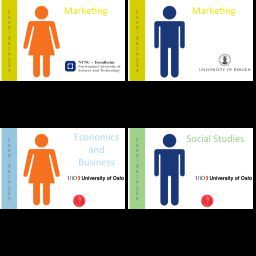 Marketing
NTNC – Trondheim
Norwegian University of
Science and Technology
Marketing
UNIVERSITY OF BERGEN
Economics
and
Business
UiO University of Oslo
Social Studies
UiO University of Oslo